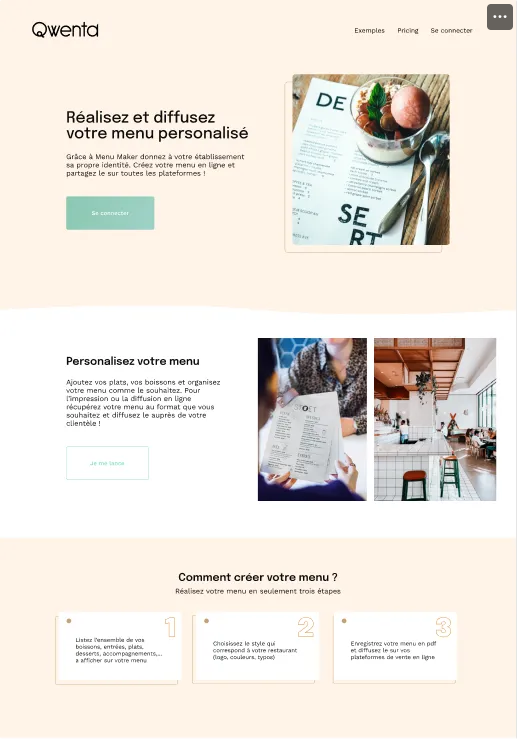 Qwenta
Exemples Pricing Se connecter
Réalisez et diffusez
votre menu personalisé
Grâce à Menu Maker donnez à votre établissement
sa propre identité. Créez votre menu en ligne et
partagez le sur toutes les plateformes !
Se connecter
DE
SE
RT
Personalisez votre menu
Ajoutez vos plats, vos boissons et organisez
votre menu comme le souhaitez. Pour
l'impression ou la diffusion en ligne
récupérez votre menu au format que vous
souhaitez et diffusez le auprès de votre
clientèle !
Je me lance
Comment créer votre menu ?
Réalisez votre menu en seulement trois étapes
1
Listez l'ensemble de vos
boissons, entrées, plats,
desserts, accompagnements,...
a afficher sur votre menu
2
Choisissez le style qui
correspond à votre restaurant
(logo, couleurs, typos)
3
Enregistrez votre menu en pdf
et diffusez le sur vos
plateformes de vente en ligne